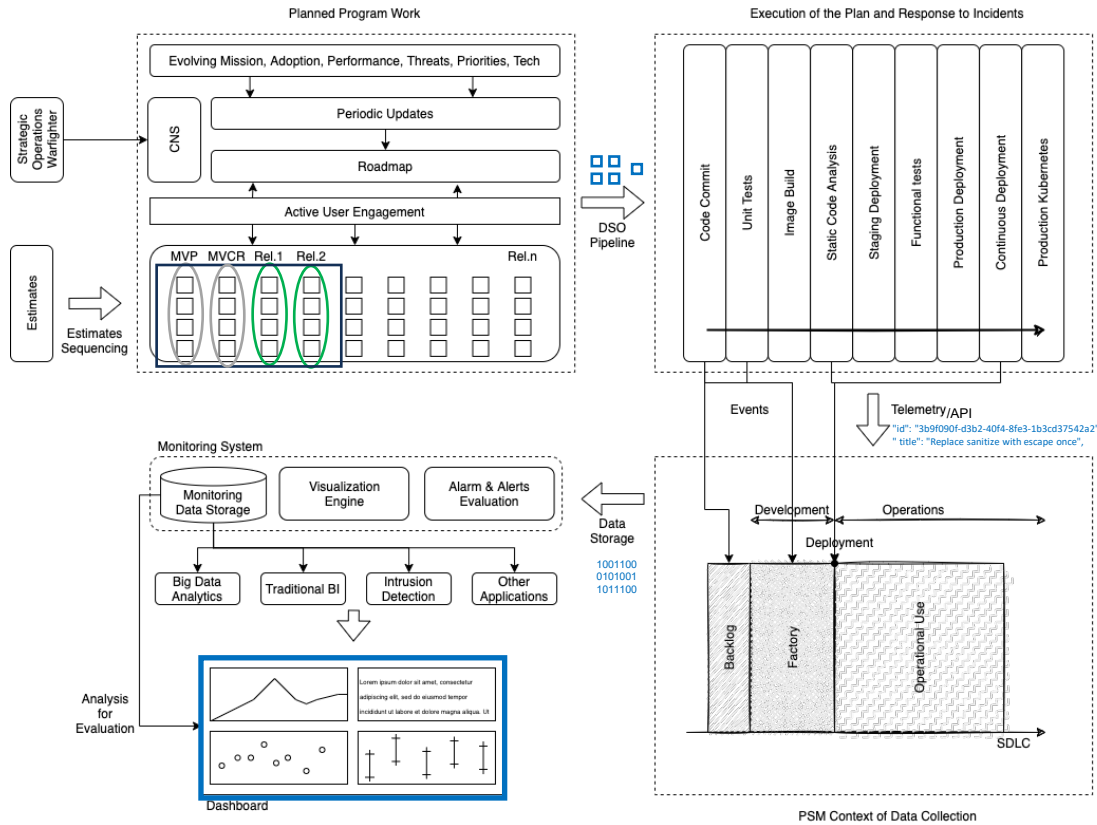 Planned Program Work
Evolving Mission, Adoption, Performance, Threats, Priorities, Tech
Strategic
Operations
Warfighter
CNS
Periodic Updates
Roadmap
Active User Engagement
MVP MVCR Rel.1 Rel.2 Rel.n
Estimates
Estimates
Sequencing
DSO
Pipeline
Execution of the Plan and Response to Incidents
Code Commit
Unit Tests
Image Build
Static Code Analysis
Staging Deployment
Functional tests
Production Deployment
Continuous Deployment
Production Kubernetes
Events
Telemetry/API
"id": "3b9f090f-d3b2-40f4-8fe3-1b3cd37542a2"
" title": "Replace sanitize with escape once",
Development
Operations
Deployment
Backlog
Factory
Operational Use
SDLC
PSM Context of Data Collection
Data
Storage
1001100
0101001
1011100
Monitoring System
Monitoring
Data Storage
Visualization
Engine
Alarm & Alerts
Evaluation
Big Data
Analytics
Traditional BI
Intrusion
Detection
Other
Applications
Analysis
for
Evaluation
Lorem ipsum dolor sit amet, consectetur
adipiscing elit, sed do eiusmod tempor
incididunt ut labore et dolore magna aliqua. Ut
Dashboard